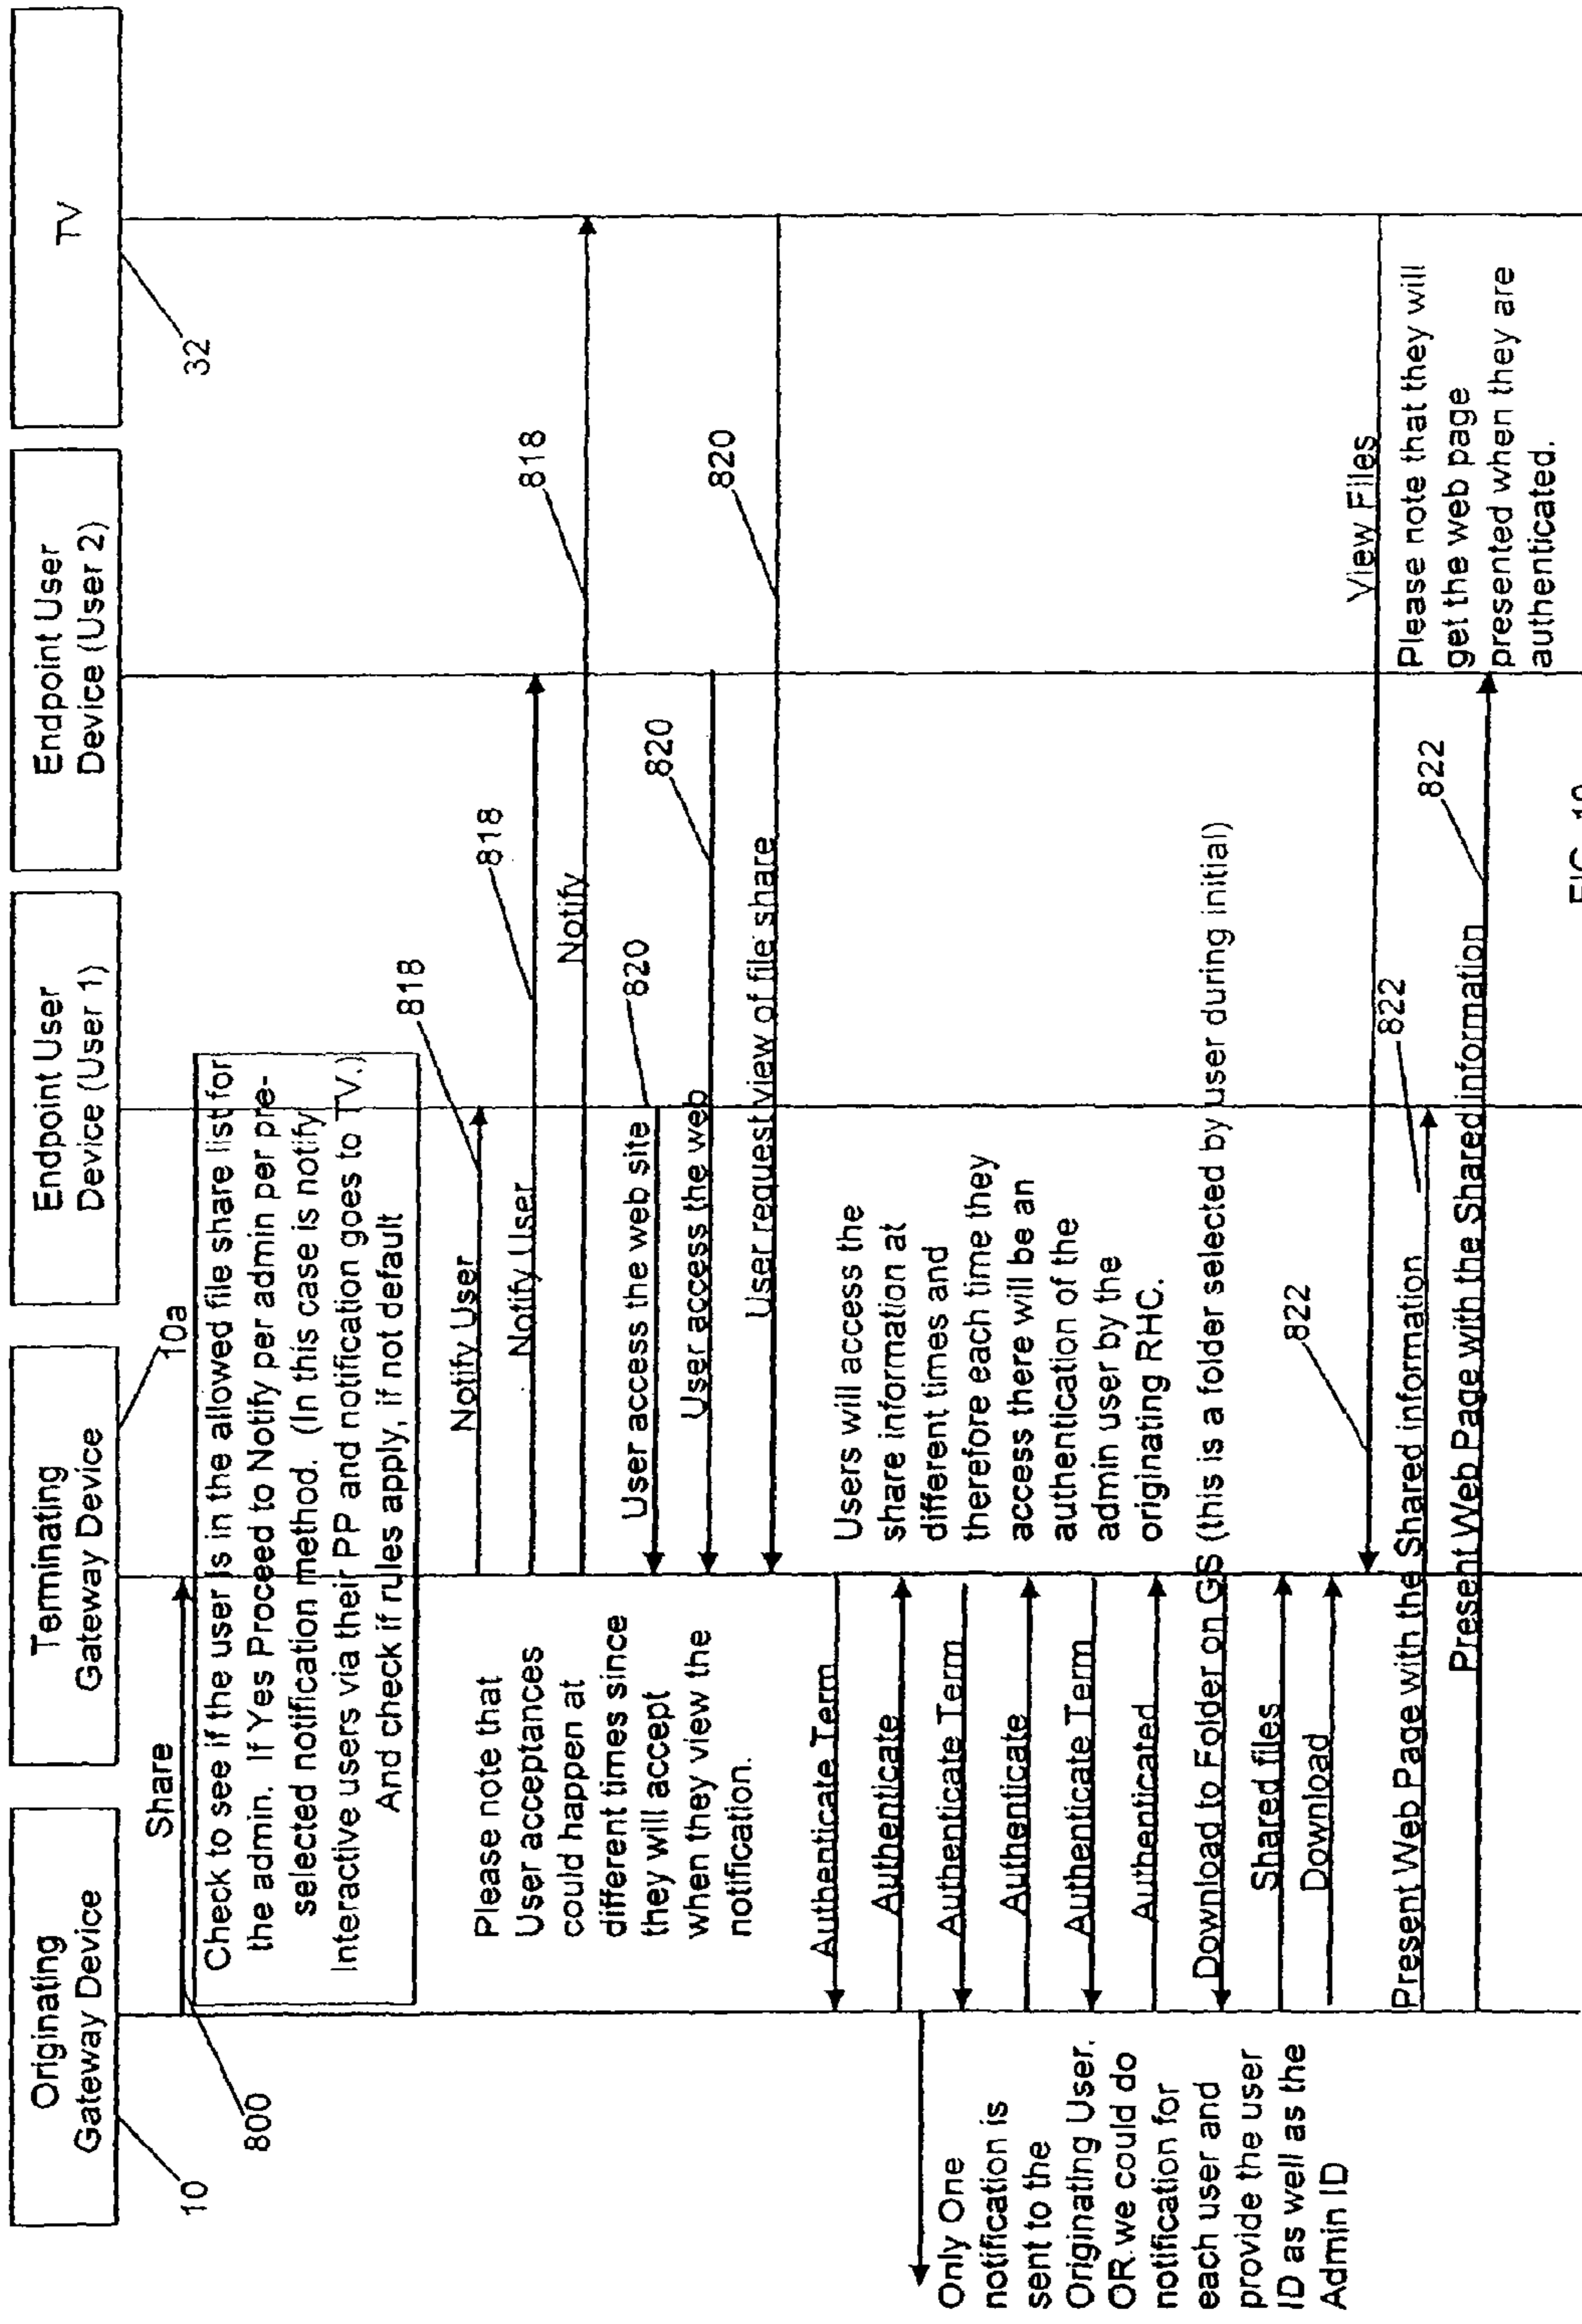 Originating
Gateway Device
Terminating
Gateway Device
Endpoint User
Device (User 1)
Endpoint User
Device (User 2)
TV
10
10a
32
800
Share
Check to see if the user is in the allowed file share list for
the admin. If Yes Proceed to Notify per admin per pre-
selected notification method. (In this case is notify
Interactive users via their PP and notification goes to TV.)
And check if rules apply, if not default
818
Notify User
818
Notify User
818
Notify
Please note that
User acceptances
could happen at
different times since
they will accept
when they view the
notification.
820
User access the web site
820
User access the web
820
User request view of file share
Users will access the
share information at
different times and
therefore each time they
access there will be an
authentication of the
admin user by the
originating RHC.
Authenticate Term
Authenticate
Authenticate Term
Authenticate
Authenticate Term
Authenticated
Download to Folder on GS (this is a folder selected by user during initial)
Shared files
Download
Only One
notification is
sent to the
Originating User.
OR we could do
notification for
each user and
provide the user
ID as well as the
Admin ID
822
View Files
822
Present Web Page with the Shared information
822
Present Web Page with the Shared information
Please note that they will
get the web page
presented when they are
authenticated.